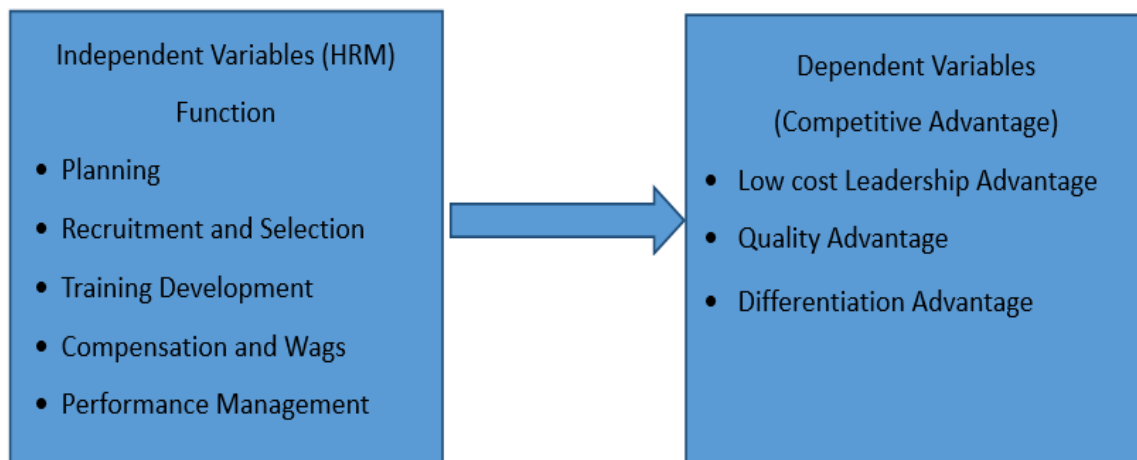 Independent Variables (HRM)
Function
• Planning
• Recruitment and Selection
• Training Development
• Compensation and Wags
• Performance Management
Dependent Variables
(Competitive Advantage)
• Low cost Leadership Advantage
• Quality Advantage
• Differentiation Advantage